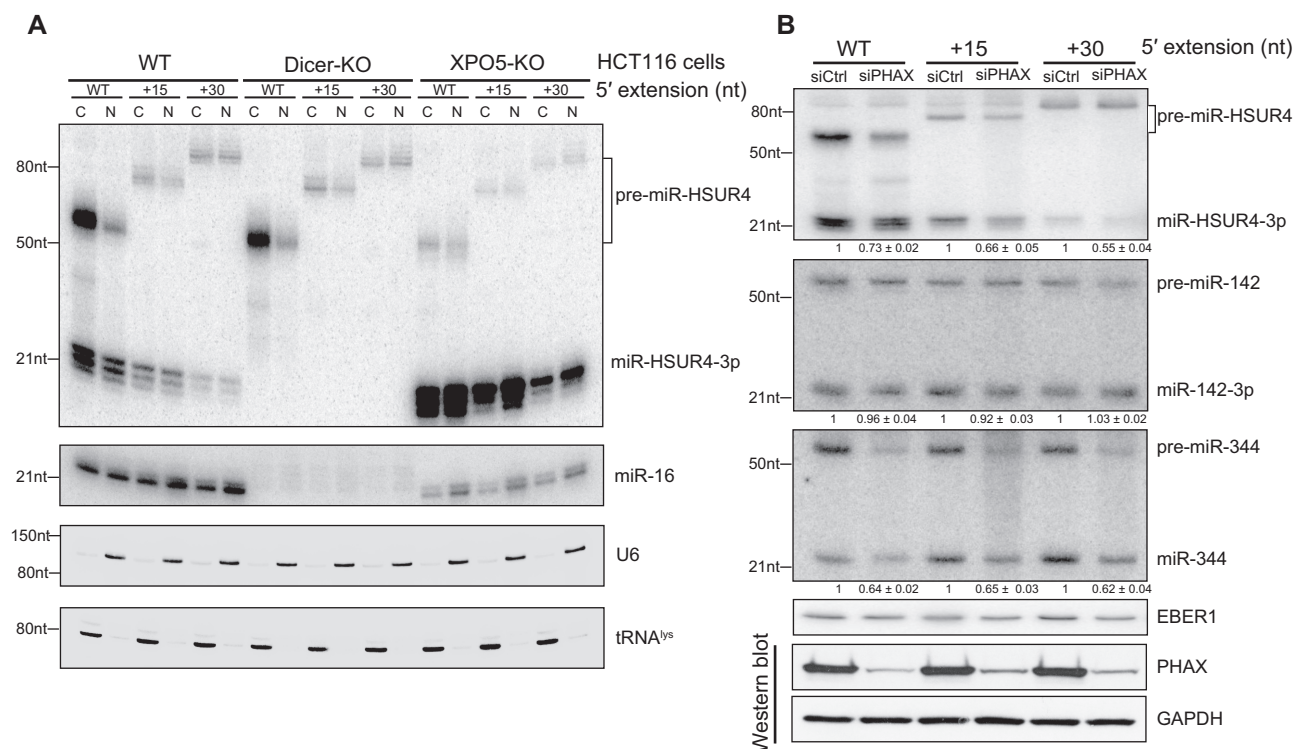 A
WT Dicer-KO XPO5-KO HCT116 cells
WT +15 +30 WT +15 +30 WT +15 +30 5′ extension (nt)
C N C N C N C N C N C N C N C N C N
80nt
pre-miR-HSUR4
50nt
21nt
miR-HSUR4-3p
21nt miR-16
150nt
U6
80nt
80nt
tRNAlys
B
WT +15 +30 5′ extension (nt)
siCtrl siPHAX siCtrl siPHAX siCtrl siPHAX
80nt
pre-miR-HSUR4
50nt
21nt miR-HSUR4-3p
1 0.73 ± 0.02 1 0.66 ± 0.05 1 0.55 ± 0.04
pre-miR-142
50nt
miR-142-3p
21nt
1 0.96 ± 0.04 1 0.92 ± 0.03 1 1.03 ± 0.02
pre-miR-344
50nt
miR-344
21nt
1 0.64 ± 0.02 1 0.65 ± 0.03 1 0.62 ± 0.04
EBER1
Western blot
PHAX
GAPDH